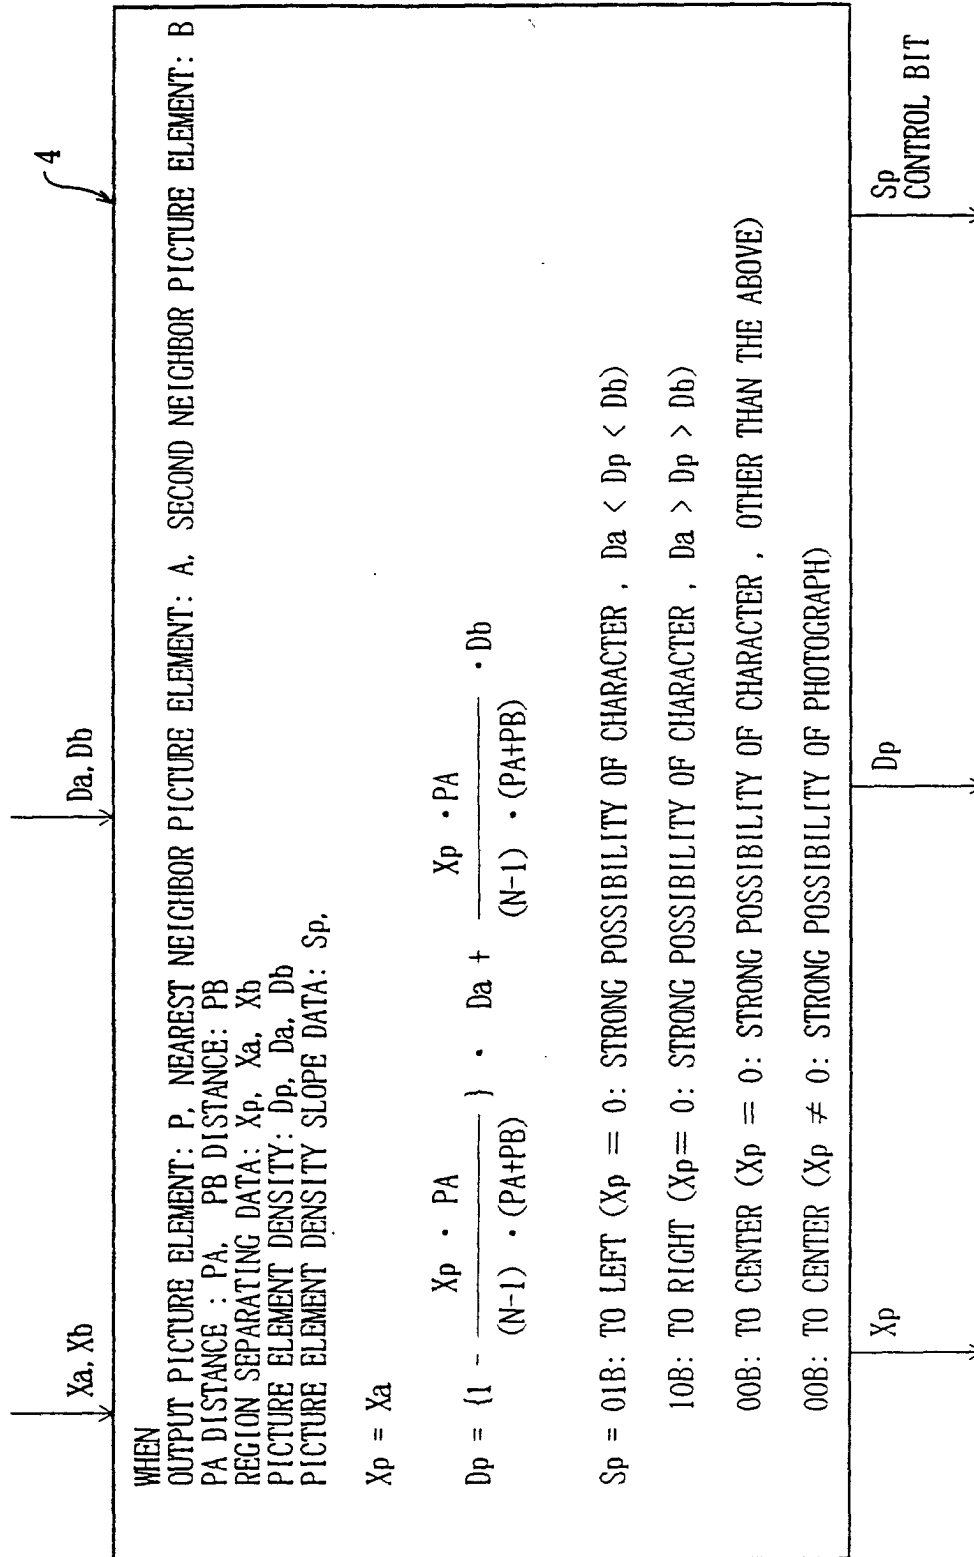 Xa, Xb
Da, Db
4
WHEN
OUTPUT PICTURE ELEMENT: P, NEAREST NEIGHBOR PICTURE ELEMENT: A, SECOND NEIGHBOR PICTURE ELEMENT: B
PA DISTANCE : PA, PB DISTANCE: PB
REGION SEPARATING DATA: Xp, Xa, Xb
PICTURE ELEMENT DENSITY: Dp, Da, Db
PICTURE ELEMENT DENSITY SLOPE DATA: Sp,
Xp = Xa
Xp · PA Xp · PA
Dp = {1 - ——— } · Da + ——— · Db
(N-1) · (PA+PB) (N-1) · (PA+PB)
Sp = 01B: TO LEFT (Xp = 0: STRONG POSSIBILITY OF CHARACTER , Da < Dp < Db)
10B: TO RIGHT (Xp= 0: STRONG POSSIBILITY OF CHARACTER , Da > Dp > Db)
00B: TO CENTER (Xp = 0: STRONG POSSIBILITY OF CHARACTER , OTHER THAN THE ABOVE)
00B: TO CENTER (Xp ≠ 0: STRONG POSSIBILITY OF PHOTOGRAPH)
Xp
Dp
Sp
CONTROL BIT